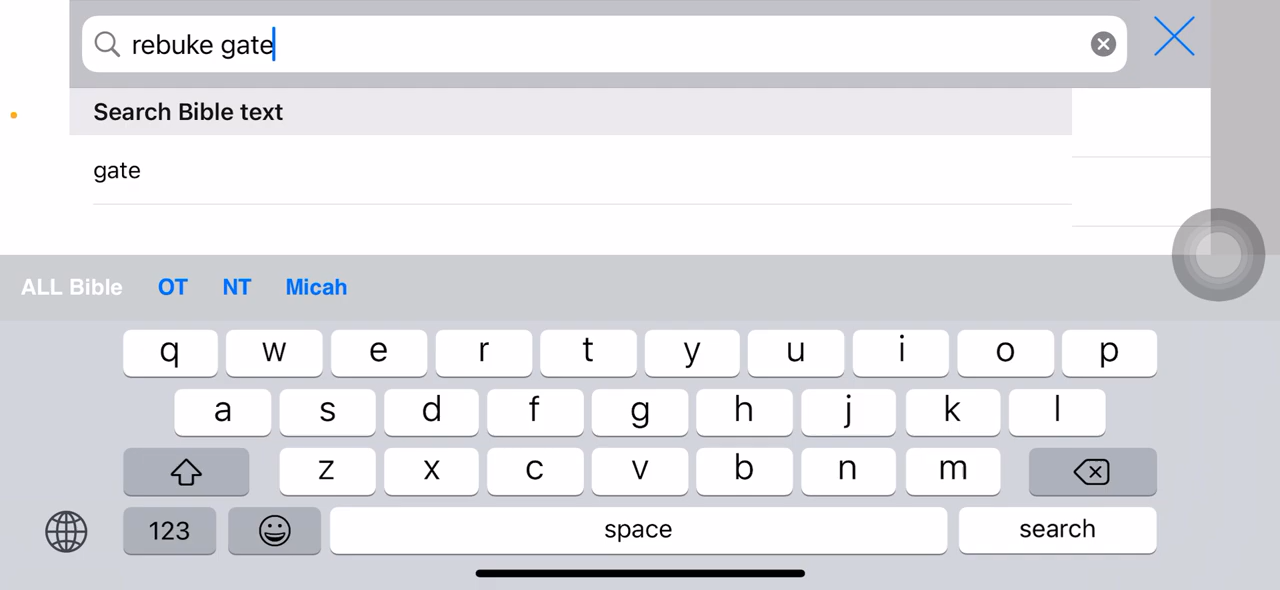 rebuke gate
Search Bible text
gate
ALL Bible OT NT Micah
q w e r t y u i o p
a s d f g h j k l
z x c v b n m
123 space search